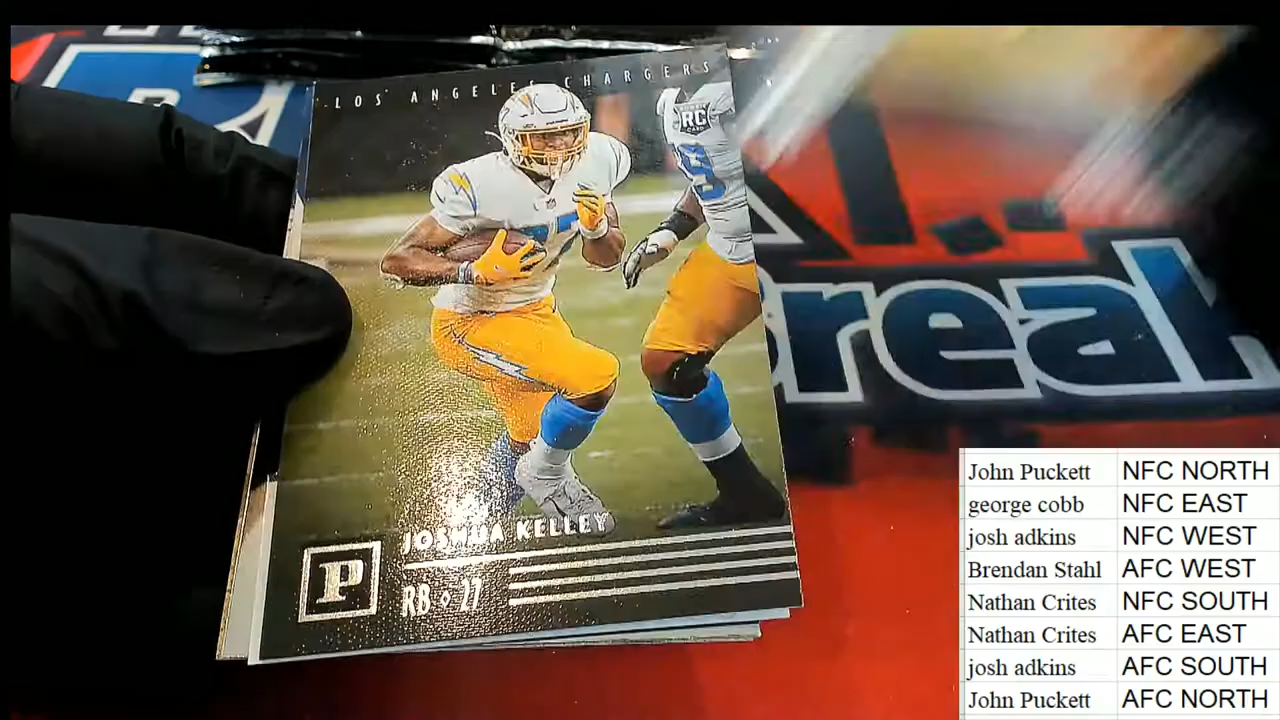 LOS ANGELES CHARGERS
RC
JOSHUA KELLEY
P
RB 27
Break
John Puckett NFC NORTH
george cobb NFC EAST
josh adkins NFC WEST
Brendan Stahl AFC WEST
Nathan Crites NFC SOUTH
Nathan Crites AFC EAST
josh adkins AFC SOUTH
John Puckett AFC NORTH